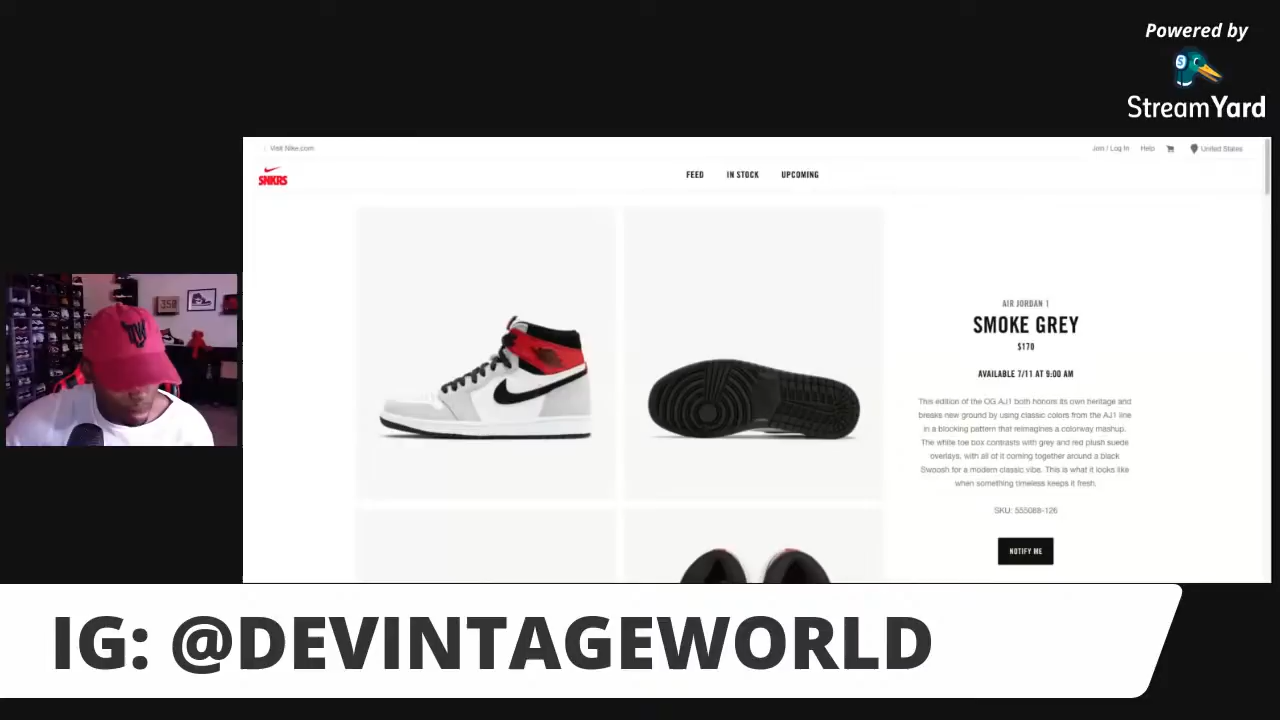 Powered by
StreamYard
Visit Nike.com
Join / Log In Help United States
SNKRS
FEED IN STOCK UPCOMING
350
AIR JORDAN 1
SMOKE GREY
$170
AVAILABLE 7/11 AT 9:00 AM
This edition of the OG AJ1 both honors its own heritage and
breaks new ground by using classic colors from the AJ1 line
in a blocking pattern that reimagines a colorway mashup.
The white toe box contrasts with grey and red plush suede
overlays, with all of it coming together around a black
Swoosh for a modern classic vibe. This is what it looks like
when something timeless keeps it fresh.
SKU: 555088-126
NOTIFY ME
IG: @DEVINTAGEWORLD